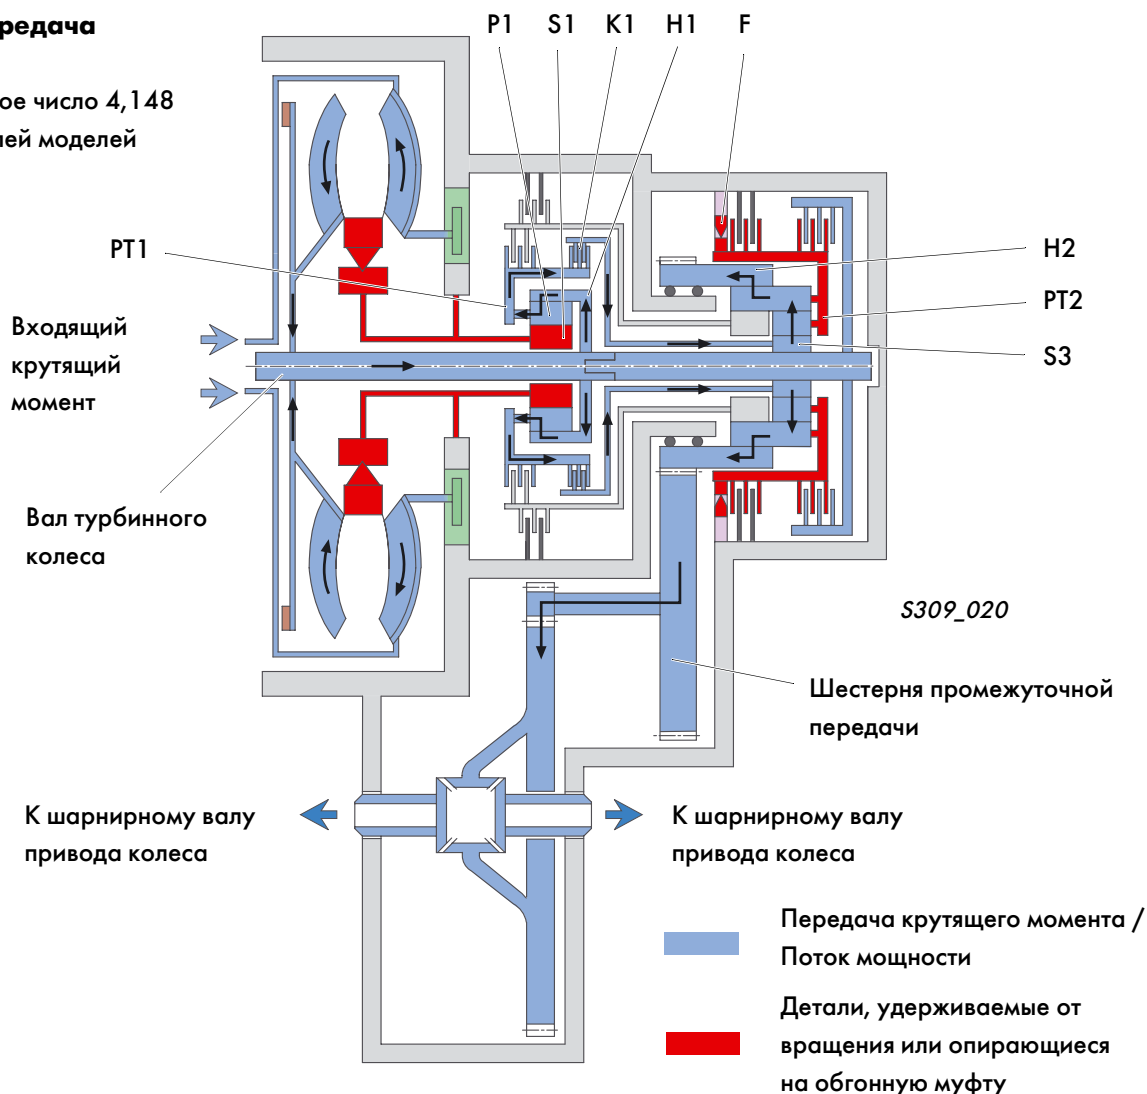 редача
P1 S1 K1 H1 F
ое число 4,148
ей моделей
PT1
H2
PT2
S3
Входящий
крутящий
момент
Вал турбинного
колеса
S309_020
Шестерня промежуточной
передачи
К шарнирному валу
привода колеса
К шарнирному валу
привода колеса
Передача крутящего момента /
Поток мощности
Детали, удерживаемые от
вращения или опирающиеся
на обгонную муфту